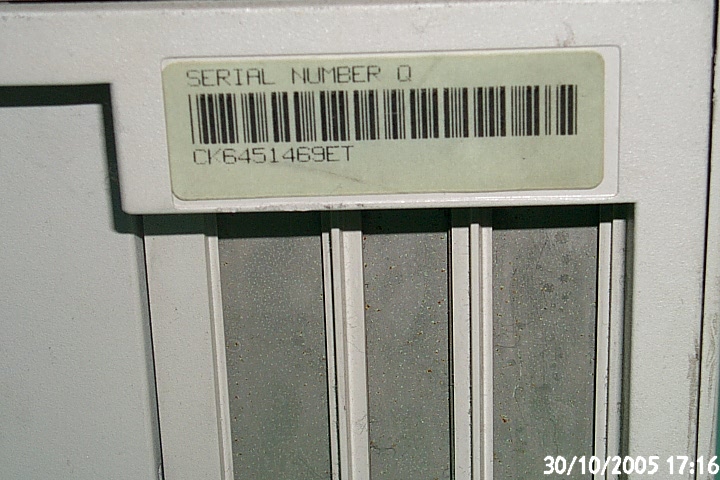 SERIAL NUMBER Q
CK6451469ET
30/10/2005 17:16